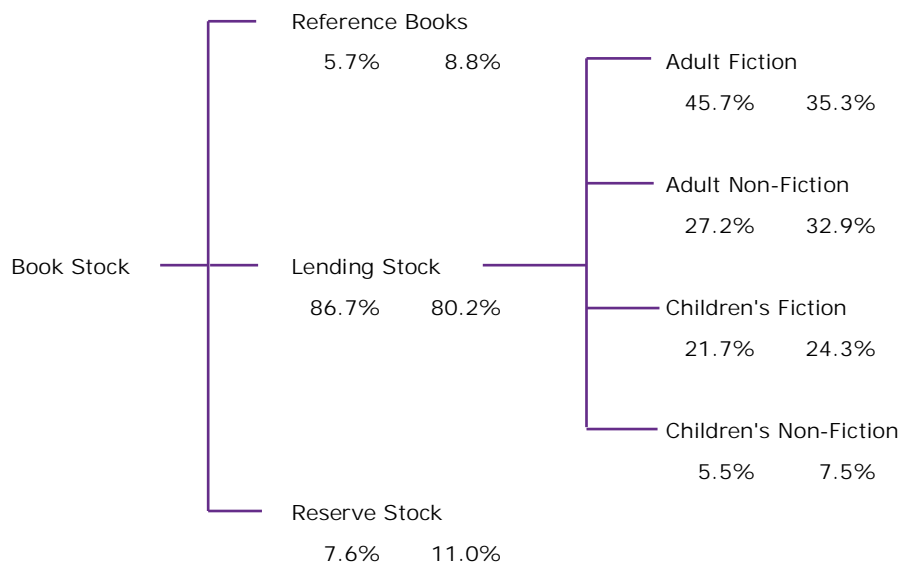 Reference Books
5.7% 8.8%
Adult Fiction
45.7% 35.3%
Adult Non-Fiction
27.2% 32.9%
Book Stock
Lending Stock
86.7% 80.2%
Children's Fiction
21.7% 24.3%
Children's Non-Fiction
5.5% 7.5%
Reserve Stock
7.6% 11.0%